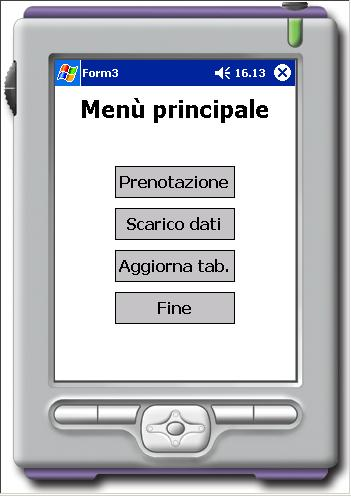 Form3 16.13
Menù principale
Prenotazione
Scarico dati
Aggiorna tab.
Fine